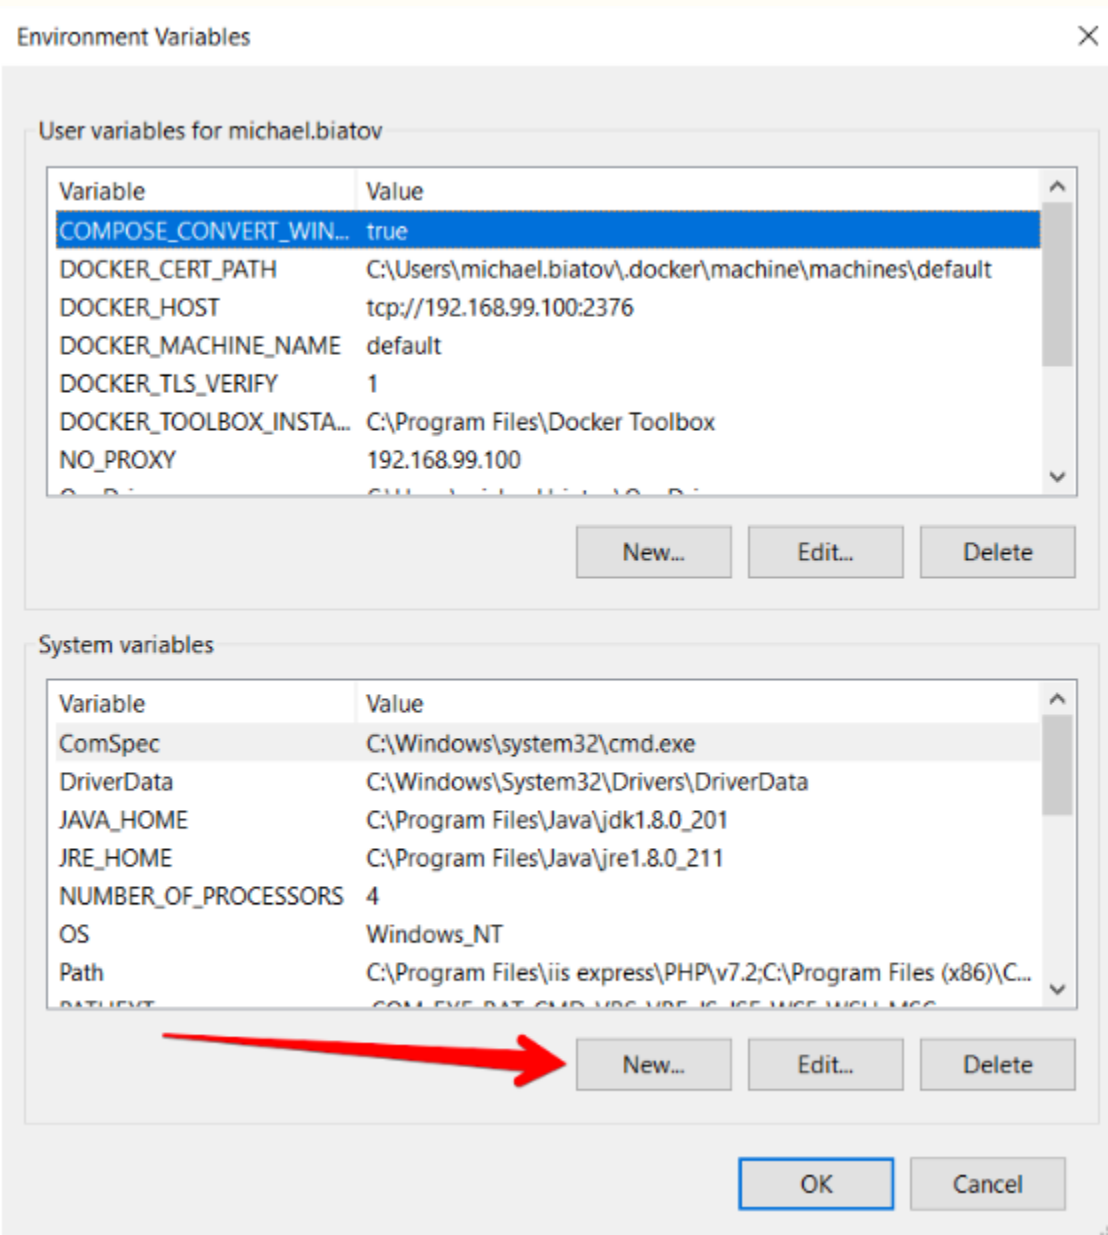 Environment Variables
User variables for michael.biatov
Variable Value
COMPOSE_CONVERT_WIN... true
DOCKER_CERT_PATH C:\Users\michael.biatov\.docker\machine\machines\default
DOCKER_HOST tcp://192.168.99.100:2376
DOCKER_MACHINE_NAME default
DOCKER_TLS_VERIFY 1
DOCKER_TOOLBOX_INSTA... C:\Program Files\Docker Toolbox
NO_PROXY 192.168.99.100
New... Edit... Delete
System variables
Variable Value
ComSpec C:\Windows\system32\cmd.exe
DriverData C:\Windows\System32\Drivers\DriverData
JAVA_HOME C:\Program Files\Java\jdk1.8.0_201
JRE_HOME C:\Program Files\Java\jre1.8.0_211
NUMBER_OF_PROCESSORS 4
OS Windows_NT
Path C:\Program Files\iis express\PHP\v7.2;C:\Program Files (x86)\C...
New... Edit... Delete
OK Cancel